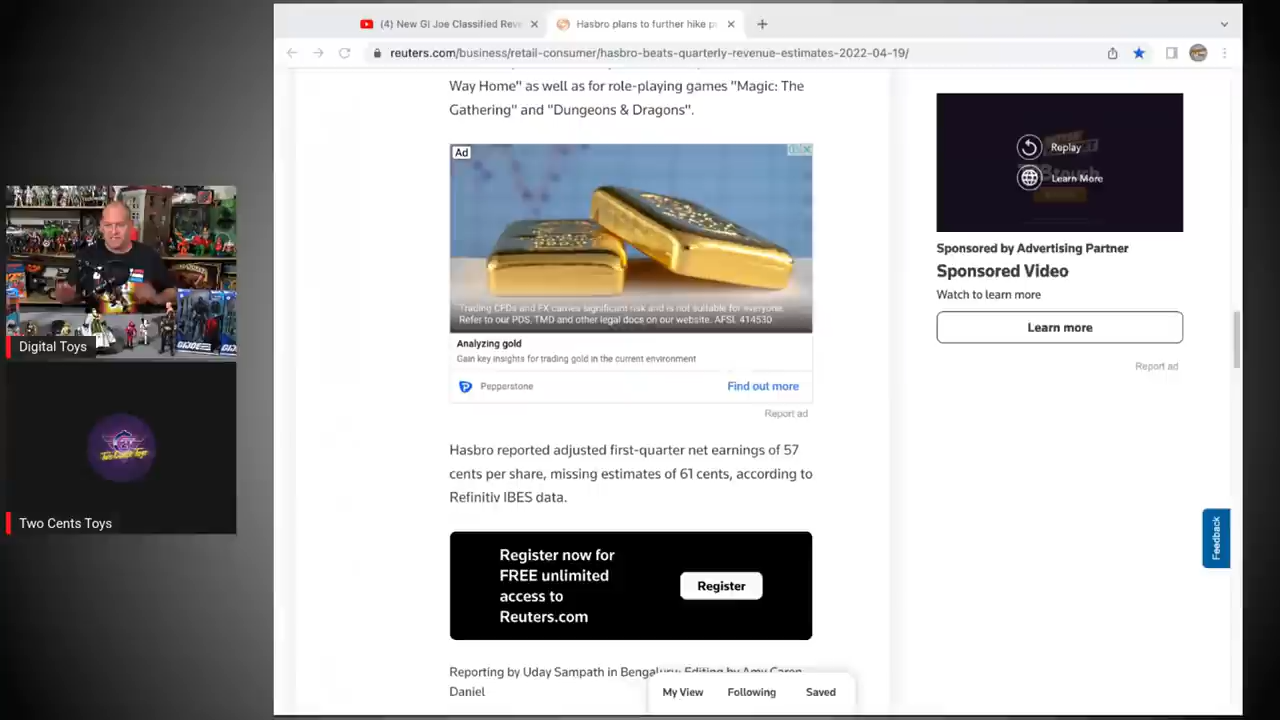 (4) New GI Joe Classified Reve
Hasbro plans to further hike pr
reuters.com/business/retail-consumer/hasbro-beats-quarterly-revenue-estimates-2022-04-19/
Way Home" as well as for role-playing games "Magic: The
Gathering" and "Dungeons & Dragons".
Ad
Trading CFDs and FX carries significant risk and is not suitable for everyone.
Refer to our PDS, TMD and other legal docs on our website. AFSL 414530
Analyzing gold
Gain key insights for trading gold in the current environment
Pepperstone
Find out more
Report ad
Hasbro reported adjusted first-quarter net earnings of 57
cents per share, missing estimates of 61 cents, according to
Refinitiv IBES data.
Register now for
FREE unlimited
access to
Reuters.com
Register
Reporting by Uday Sampath in Bengaluru; Editing by Amy Caren
Daniel
My View
Following
Saved
Replay
Learn More
Sponsored by Advertising Partner
Sponsored Video
Watch to learn more
Learn more
Report ad
Feedback
Digital Toys
GI JOE
Two Cents Toys
Two Cents Toys